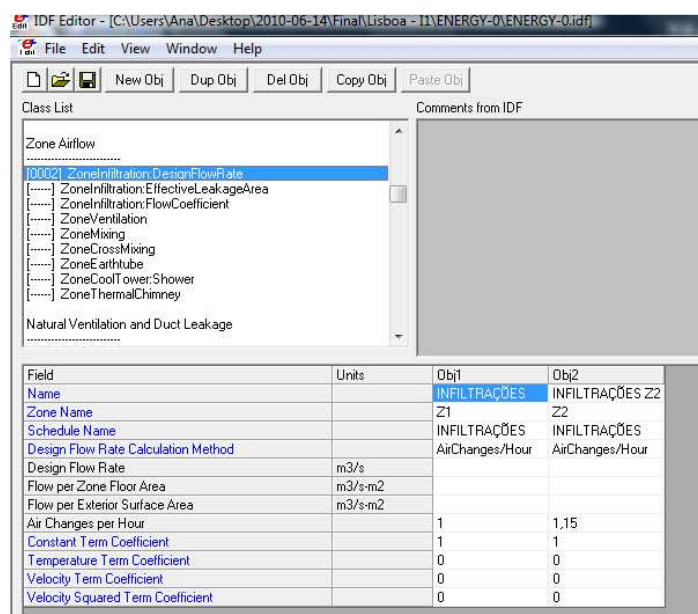 IDF Editor - [C:\Users\Ana\Desktop\2010-06-14\Final\Lisboa - I1\ENERGY-0\ENERGY-0.idf]
File Edit View Window Help
New Obj Dup Obj Del Obj Copy Obj Paste Obj
Class List Comments from IDF
Zone Airflow
--------------------------
[0002] ZoneInfiltration:DesignFlowRate
[------] ZoneInfiltration:EffectiveLeakageArea
[------] ZoneInfiltration:FlowCoefficient
[------] ZoneVentilation
[------] ZoneMixing
[------] ZoneCrossMixing
[------] ZoneEarthtube
[------] ZoneCoolTower:Shower
[------] ZoneThermalChimney
Natural Ventilation and Duct Leakage
--------------------------
Field Units Obj1 Obj2
Name INFILTRAÇÕES INFILTRAÇÕES Z2
Zone Name Z1 Z2
Schedule Name INFILTRAÇÕES INFILTRAÇÕES
Design Flow Rate Calculation Method AirChanges/Hour AirChanges/Hour
Design Flow Rate m3/s
Flow per Zone Floor Area m3/s-m2
Flow per Exterior Surface Area m3/s-m2
Air Changes per Hour 1 1,15
Constant Term Coefficient 1 1
Temperature Term Coefficient 0 0
Velocity Term Coefficient 0 0
Velocity Squared Term Coefficient 0 0